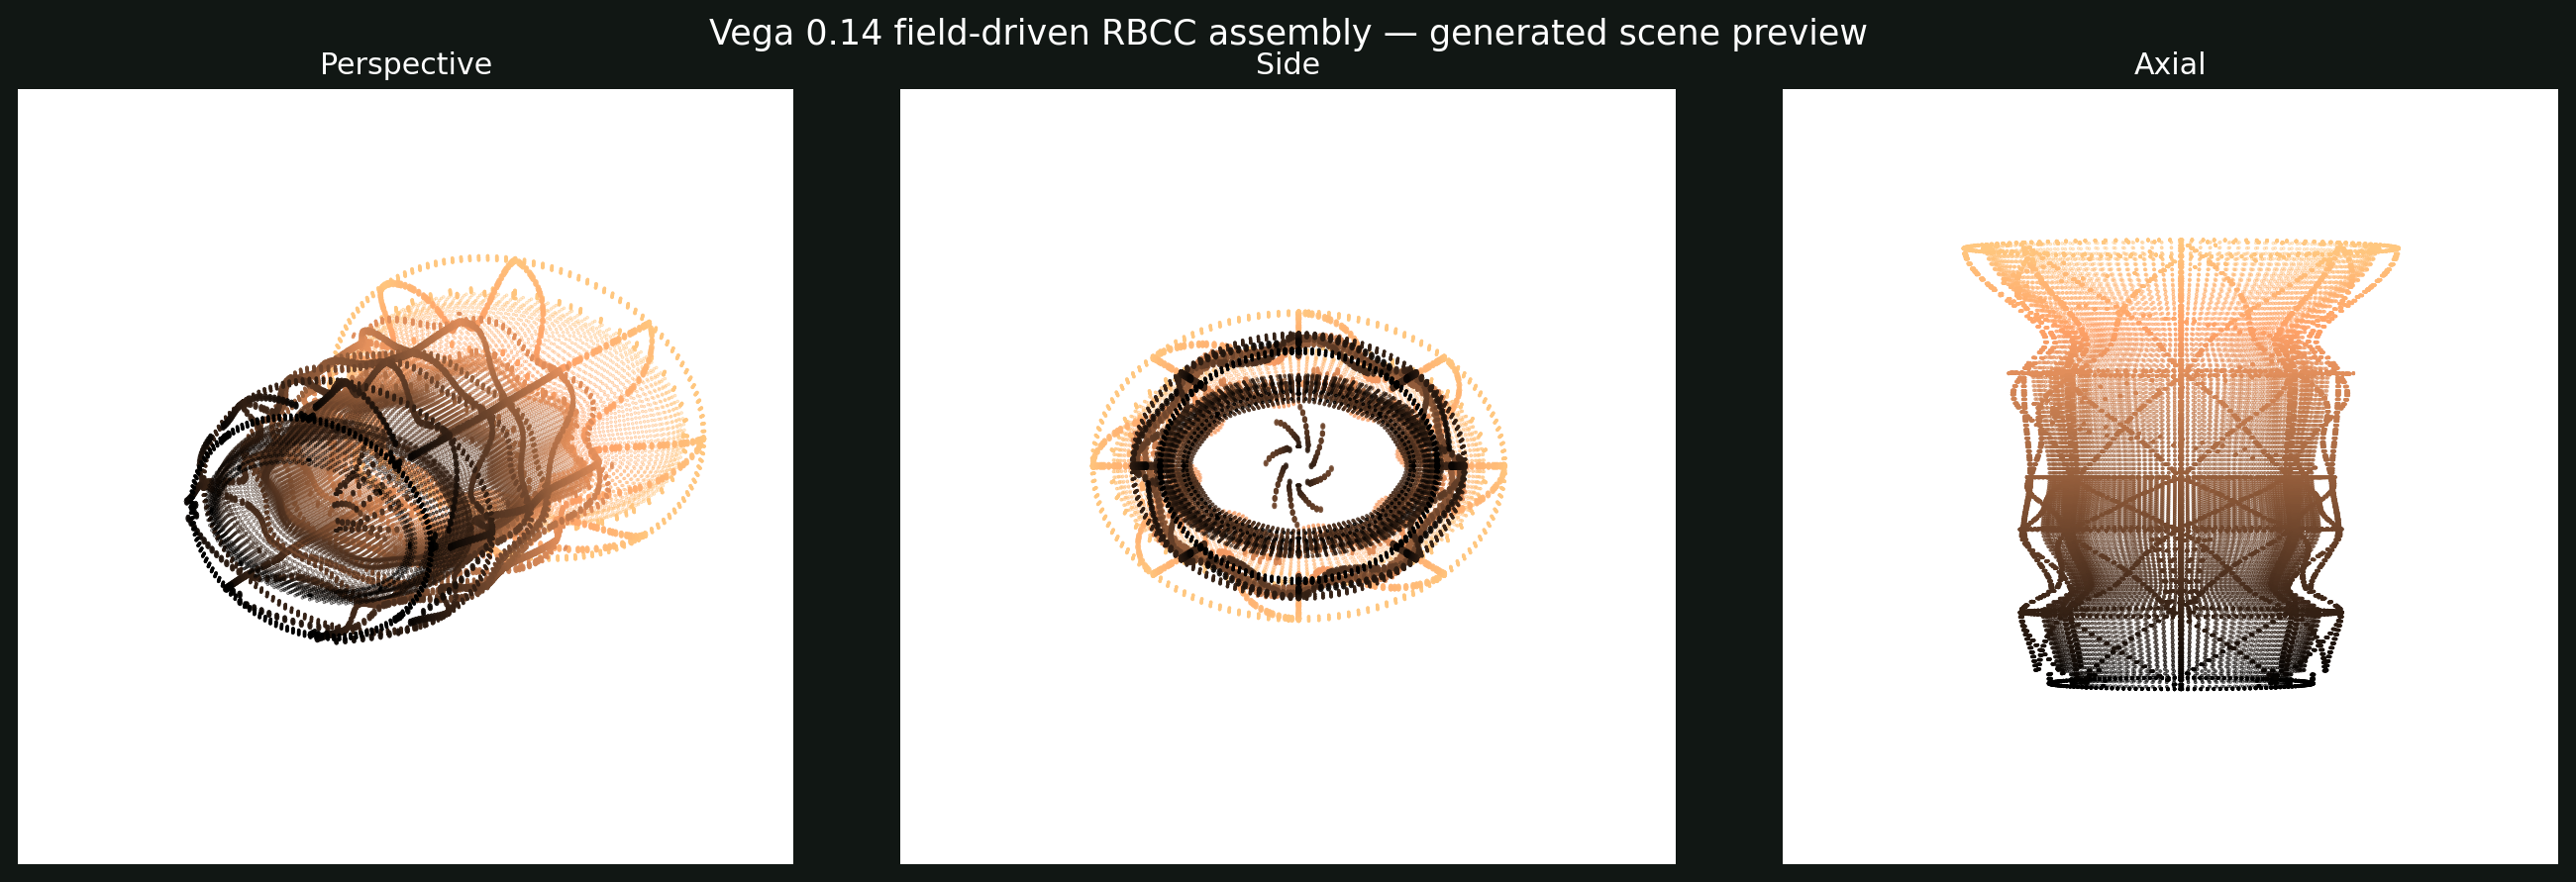 Vega 0.14 field-driven RBCC assembly — generated scene preview
Perspective
Side
Axial